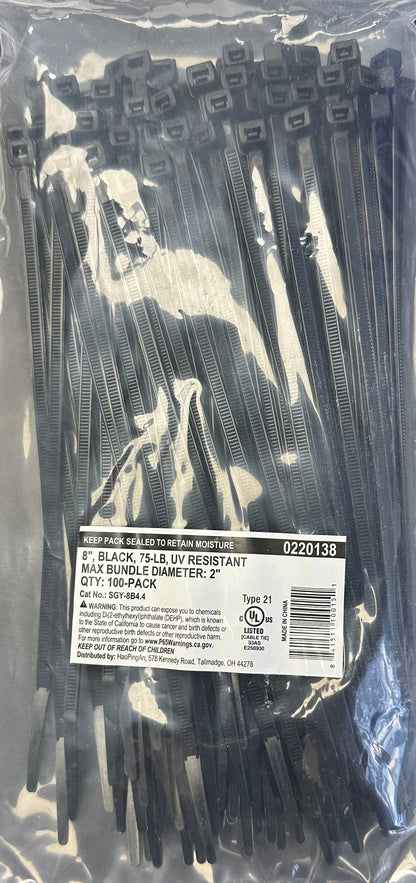 KEEP PACK SEALED TO RETAIN MOISTURE
0220138
8", BLACK, 75-LB, UV RESISTANT
MAX BUNDLE DIAMETER: 2"
QTY: 100-PACK
Cat No.: SGY-8B4.4
WARNING: This product can expose you to chemicals
including Di(2-ethylhexyl)phthalate (DEHP), which is known
to the State of California to cause cancer and birth defects or
other reproductive birth defects or other reproductive harm.
For more information go to www.P65Warnings.ca.gov.
KEEP OUT OF REACH OF CHILDREN
Distributed by: HaoPingAn, 578 Kennedy Road, Tallmadge, OH 44278
Type 21
C UL US
LISTED
(CABLE TIE)
33AS
E258930
MADE IN CHINA